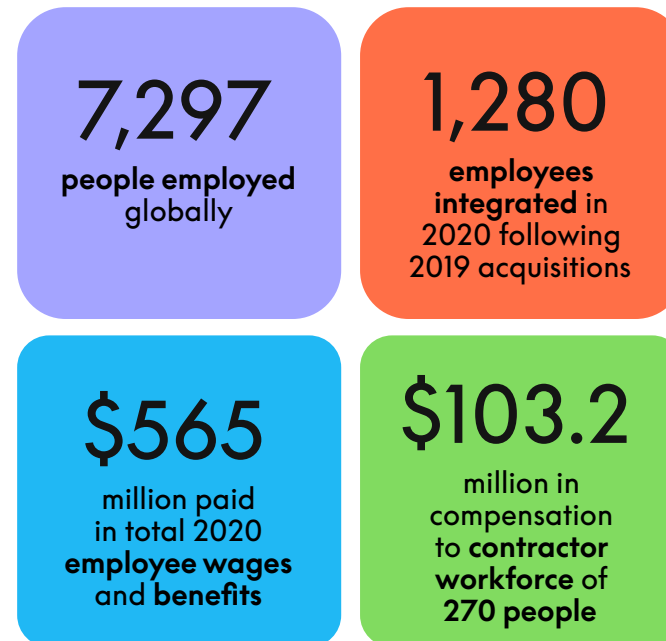 7,297
people employed
globally
1,280
employees
integrated in
2020 following
2019 acquisitions
$565
million paid
in total 2020
employee wages
and benefits
$103.2
million in
compensation
to contractor
workforce of
270 people